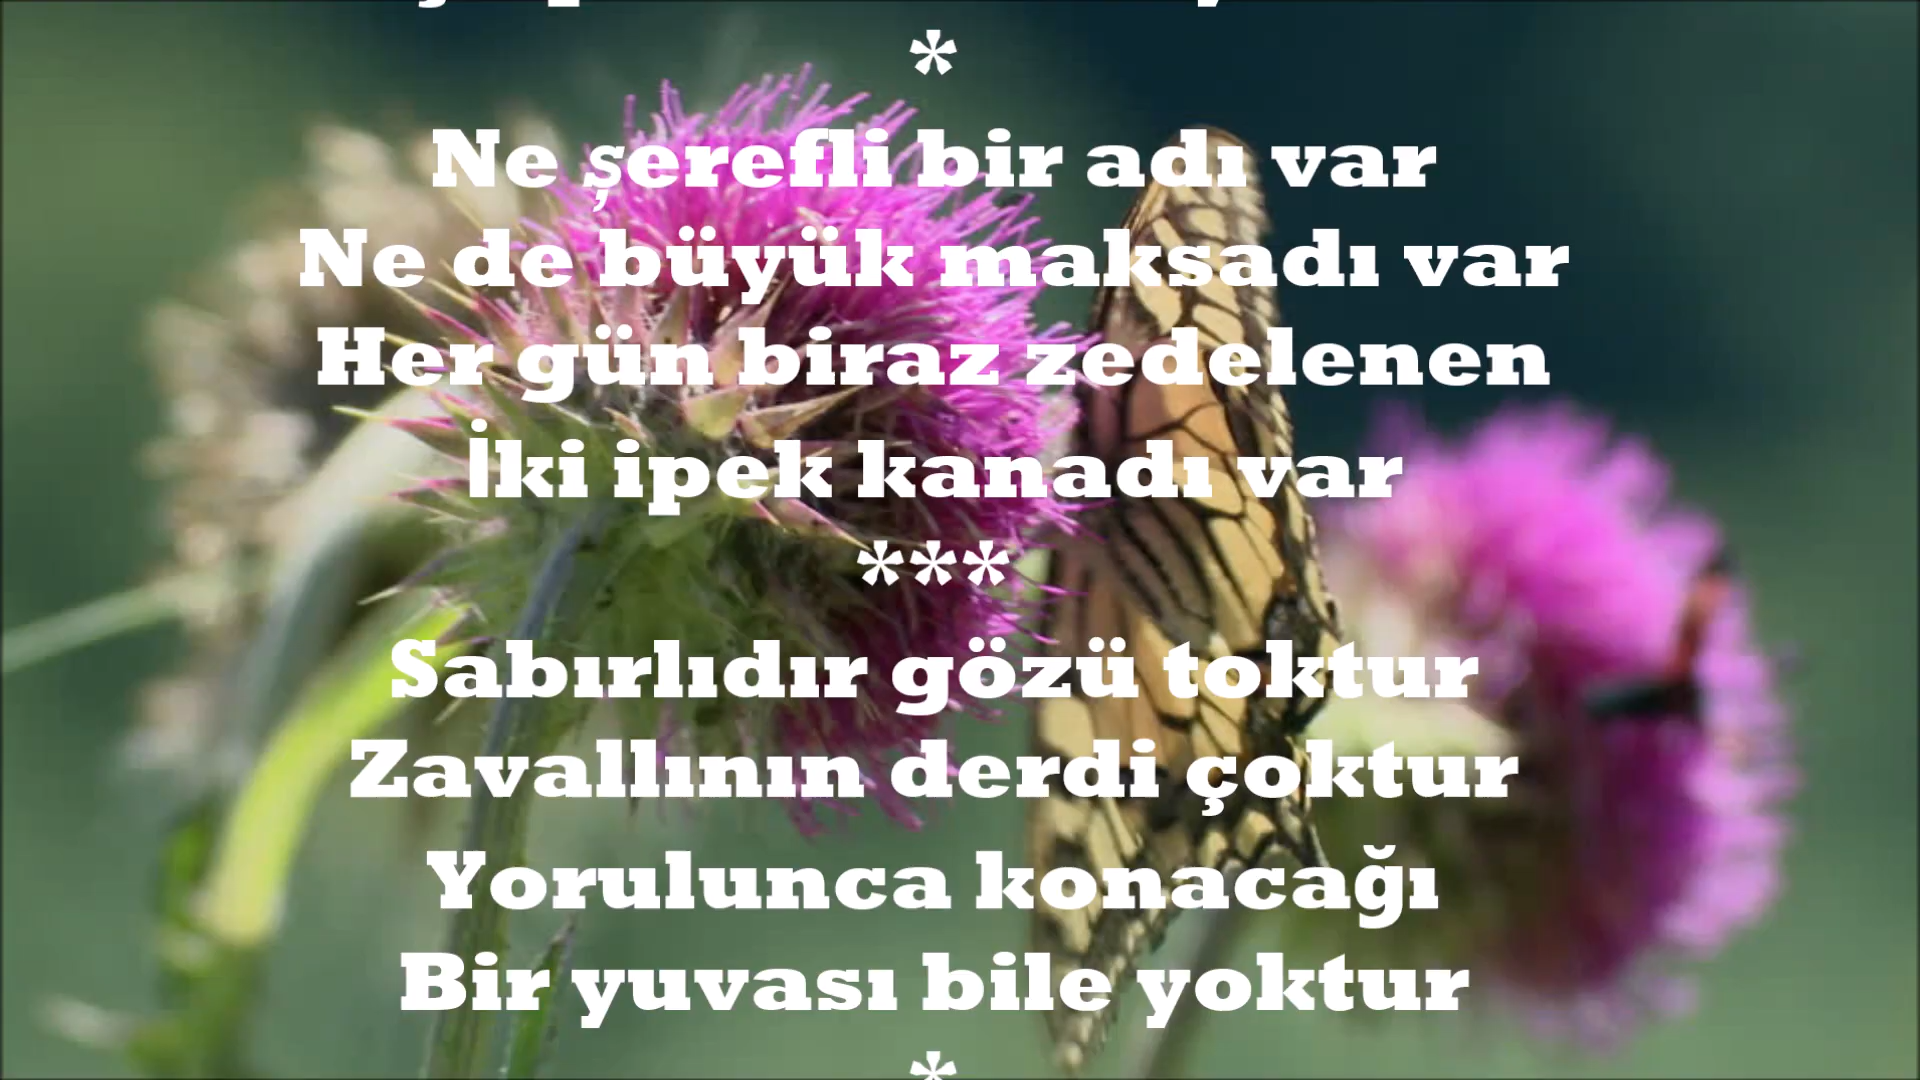 *
Ne şerefli bir adı var
Ne de büyük maksadı var
Her gün biraz zedelenen
İki ipek kanadı var
***
Sabırlıdır gözü toktur
Zavallının derdi çoktur
Yorulunca konacağı
Bir yuvası bile yoktur
*